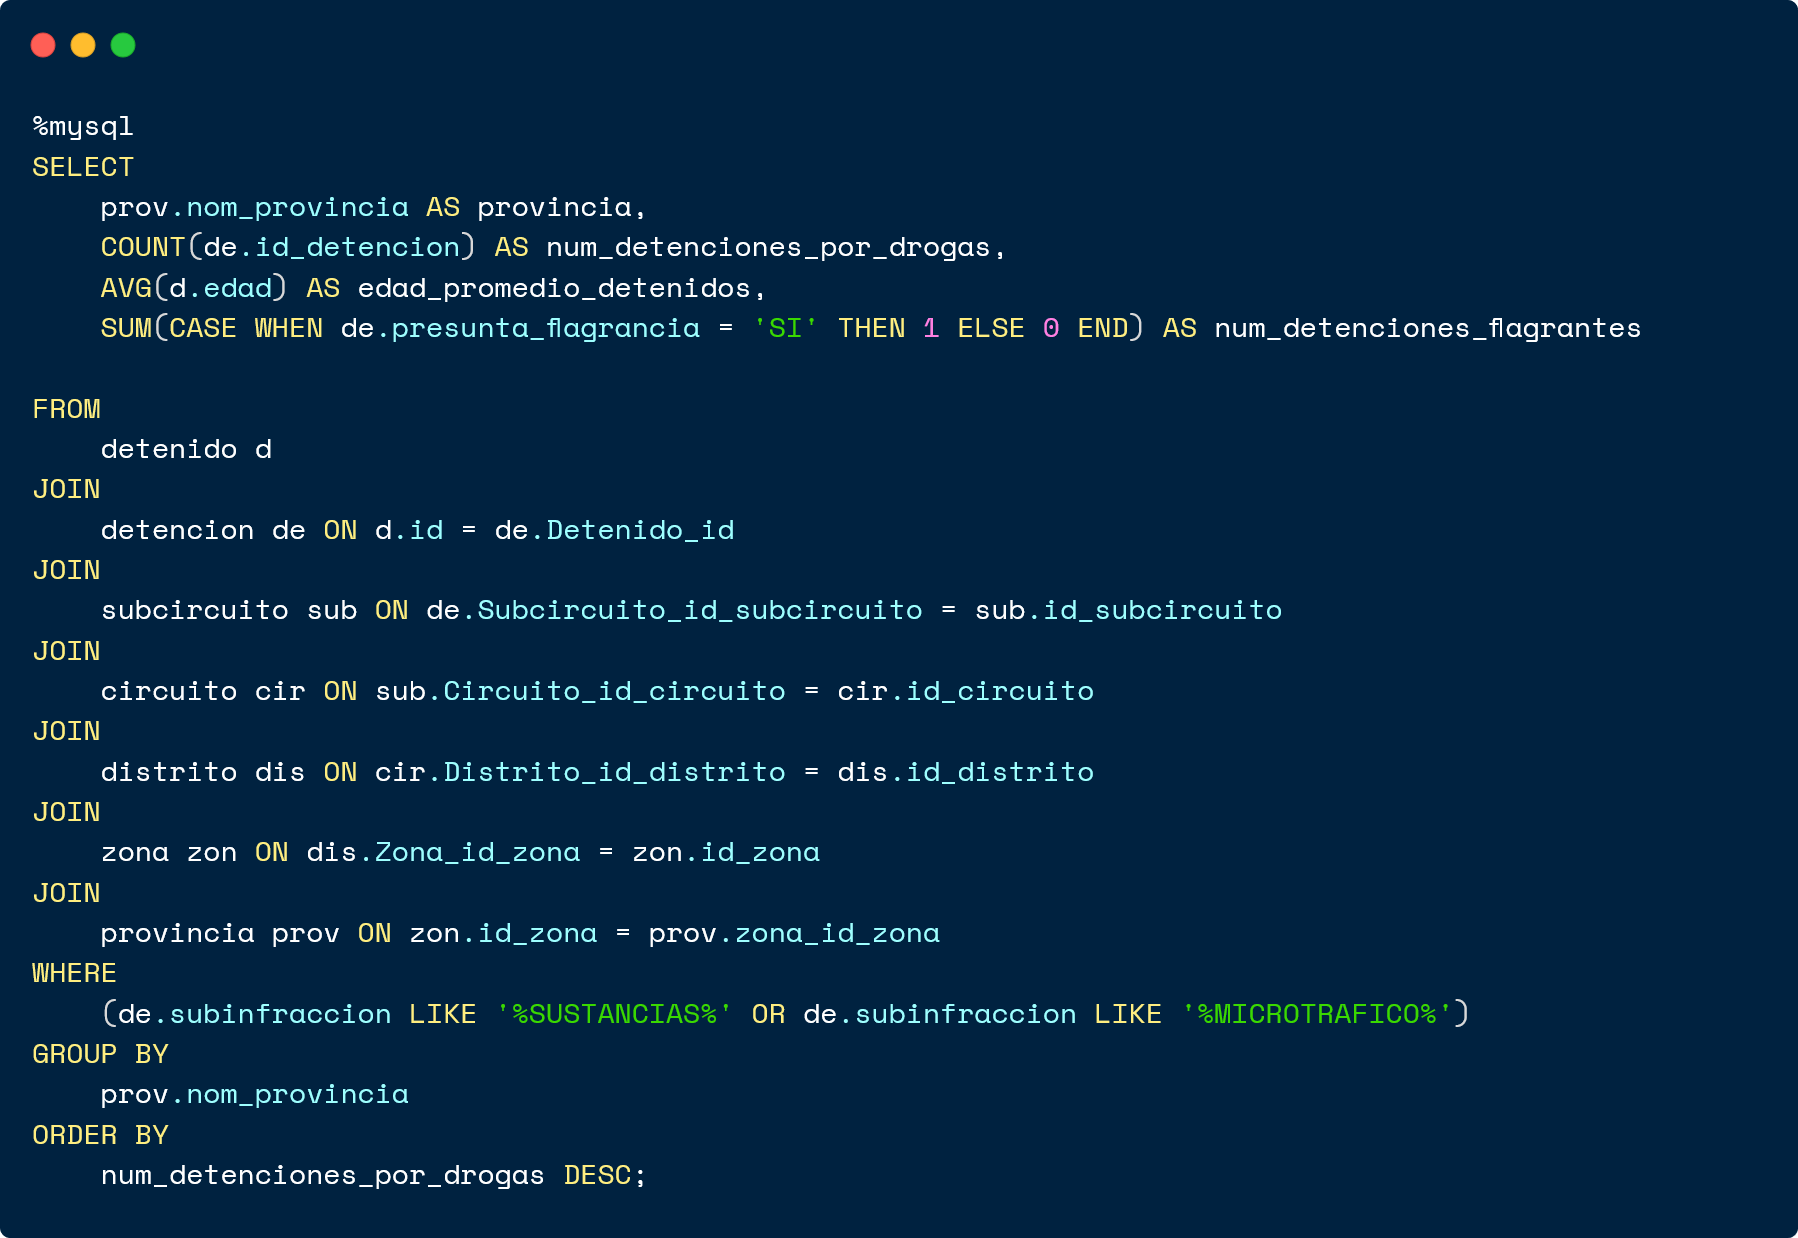 %mysql
SELECT
    prov.nom_provincia AS provincia,
    COUNT(de.id_detencion) AS num_detenciones_por_drogas,
    AVG(d.edad) AS edad_promedio_detenidos,
    SUM(CASE WHEN de.presunta_flagrancia = 'SI' THEN 1 ELSE 0 END) AS num_detenciones_flagrantes

FROM
    detenido d
JOIN
    detencion de ON d.id = de.Detenido_id
JOIN
    subcircuito sub ON de.Subcircuito_id_subcircuito = sub.id_subcircuito
JOIN
    circuito cir ON sub.Circuito_id_circuito = cir.id_circuito
JOIN
    distrito dis ON cir.Distrito_id_distrito = dis.id_distrito
JOIN
    zona zon ON dis.Zona_id_zona = zon.id_zona
JOIN
    provincia prov ON zon.id_zona = prov.zona_id_zona
WHERE
    (de.subinfraccion LIKE '%SUSTANCIAS%' OR de.subinfraccion LIKE '%MICROTRAFICO%')
GROUP BY
    prov.nom_provincia
ORDER BY
    num_detenciones_por_drogas DESC;